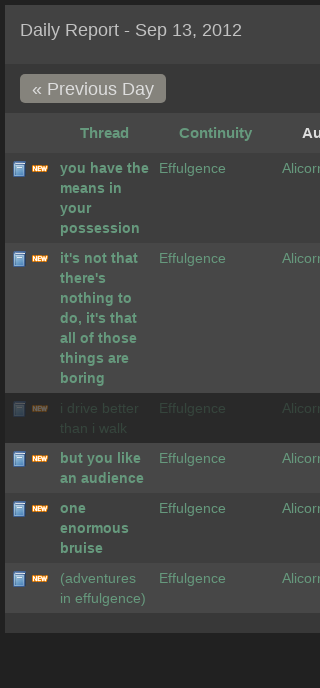 Daily Report - Sep 13, 2012
« Previous Day
Thread Continuity Au
NEW you have the Effulgence Alicorn
means in
your
possession
NEW it's not that Effulgence Alicorn
there's
nothing to
do, it's that
all of those
things are
boring
NEW i drive better Effulgence Alicorn
than i walk
NEW but you like Effulgence Alicorn
an audience
NEW one Effulgence Alicorn
enormous
bruise
NEW (adventures Effulgence Alicorn
in effulgence)